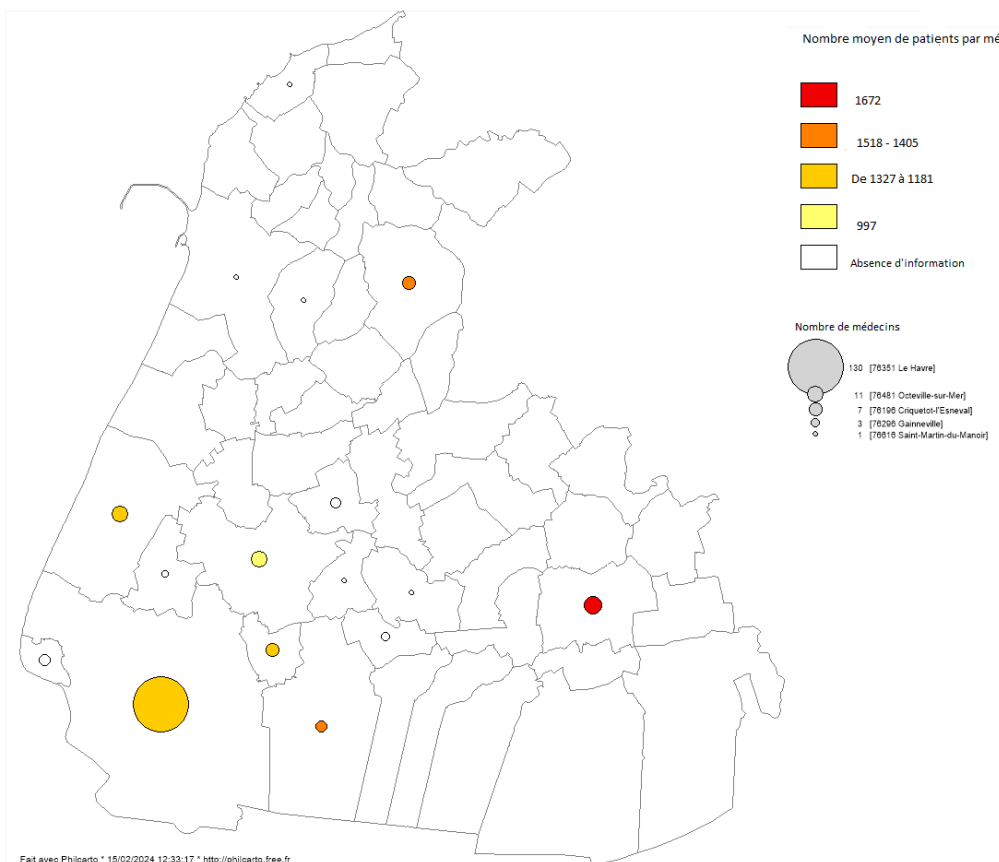 Nombre moyen de patients par mé
1672
1518 - 1405
De 1327 à 1181
997
Absence d'information
Nombre de médecins
130 [76351 Le Havre]
11 [76481 Octeville-sur-Mer]
7 [76196 Criquetot-l'Esneval]
3 [76296 Gainneville]
1 [76616 Saint-Martin-du-Manoir]
Fait avec Philcarto * 15/02/2024 12:33:17 * http://philcarto.free.fr